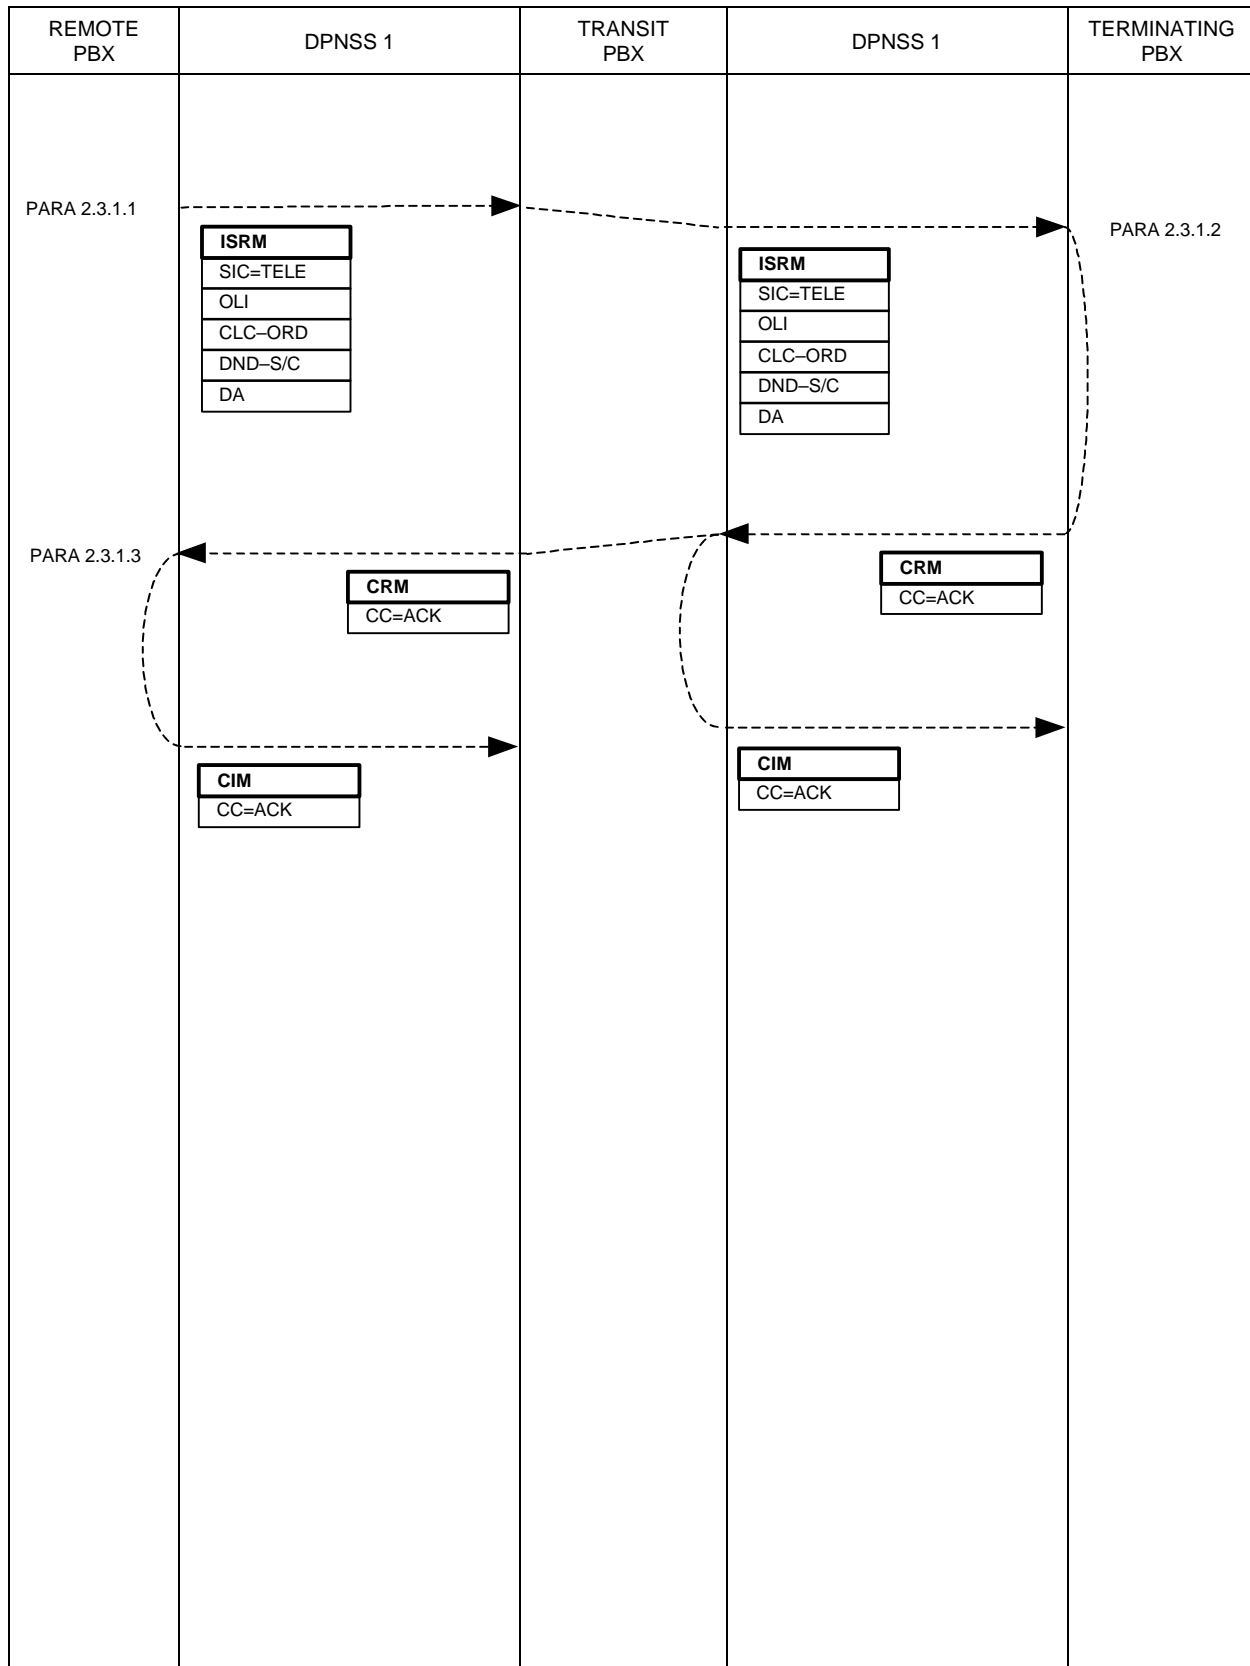 REMOTE
PBX
DPNSS 1
TRANSIT
PBX
DPNSS 1
TERMINATING
PBX
PARA 2.3.1.1
ISRM
SIC=TELE
OLI
CLC–ORD
DND–S/C
DA
ISRM
SIC=TELE
OLI
CLC–ORD
DND–S/C
DA
PARA 2.3.1.2
PARA 2.3.1.3
CRM
CC=ACK
CRM
CC=ACK
CIM
CC=ACK
CIM
CC=ACK